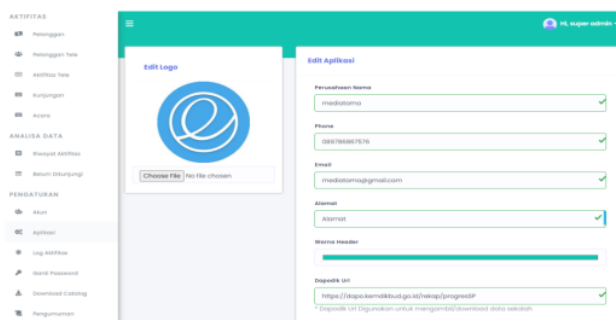 AKTIFITAS
Pelanggan
Pelanggan Tele
Aktifitas Tele
Kunjungan
Acara
ANALISA DATA
Riwayat Aktifitas
Belum Dikunjungi
PENGATURAN
Akun
Aplikasi
Log Aktifitas
Ganti Password
Download Catalog
Pengumuman
Hi, super admin
Edit Logo
Choose File No file chosen
Edit Aplikasi
Perusahaan Nama
mediatama
Phone
089786867576
Email
mediatama@gmail.com
Alamat
Alamat
Warna Header
Dapodik Url
https://dapo.kemdikbud.go.id/rekap/progresSP
* Dapodik Url Digunakan untuk mengambil/download data sekolah